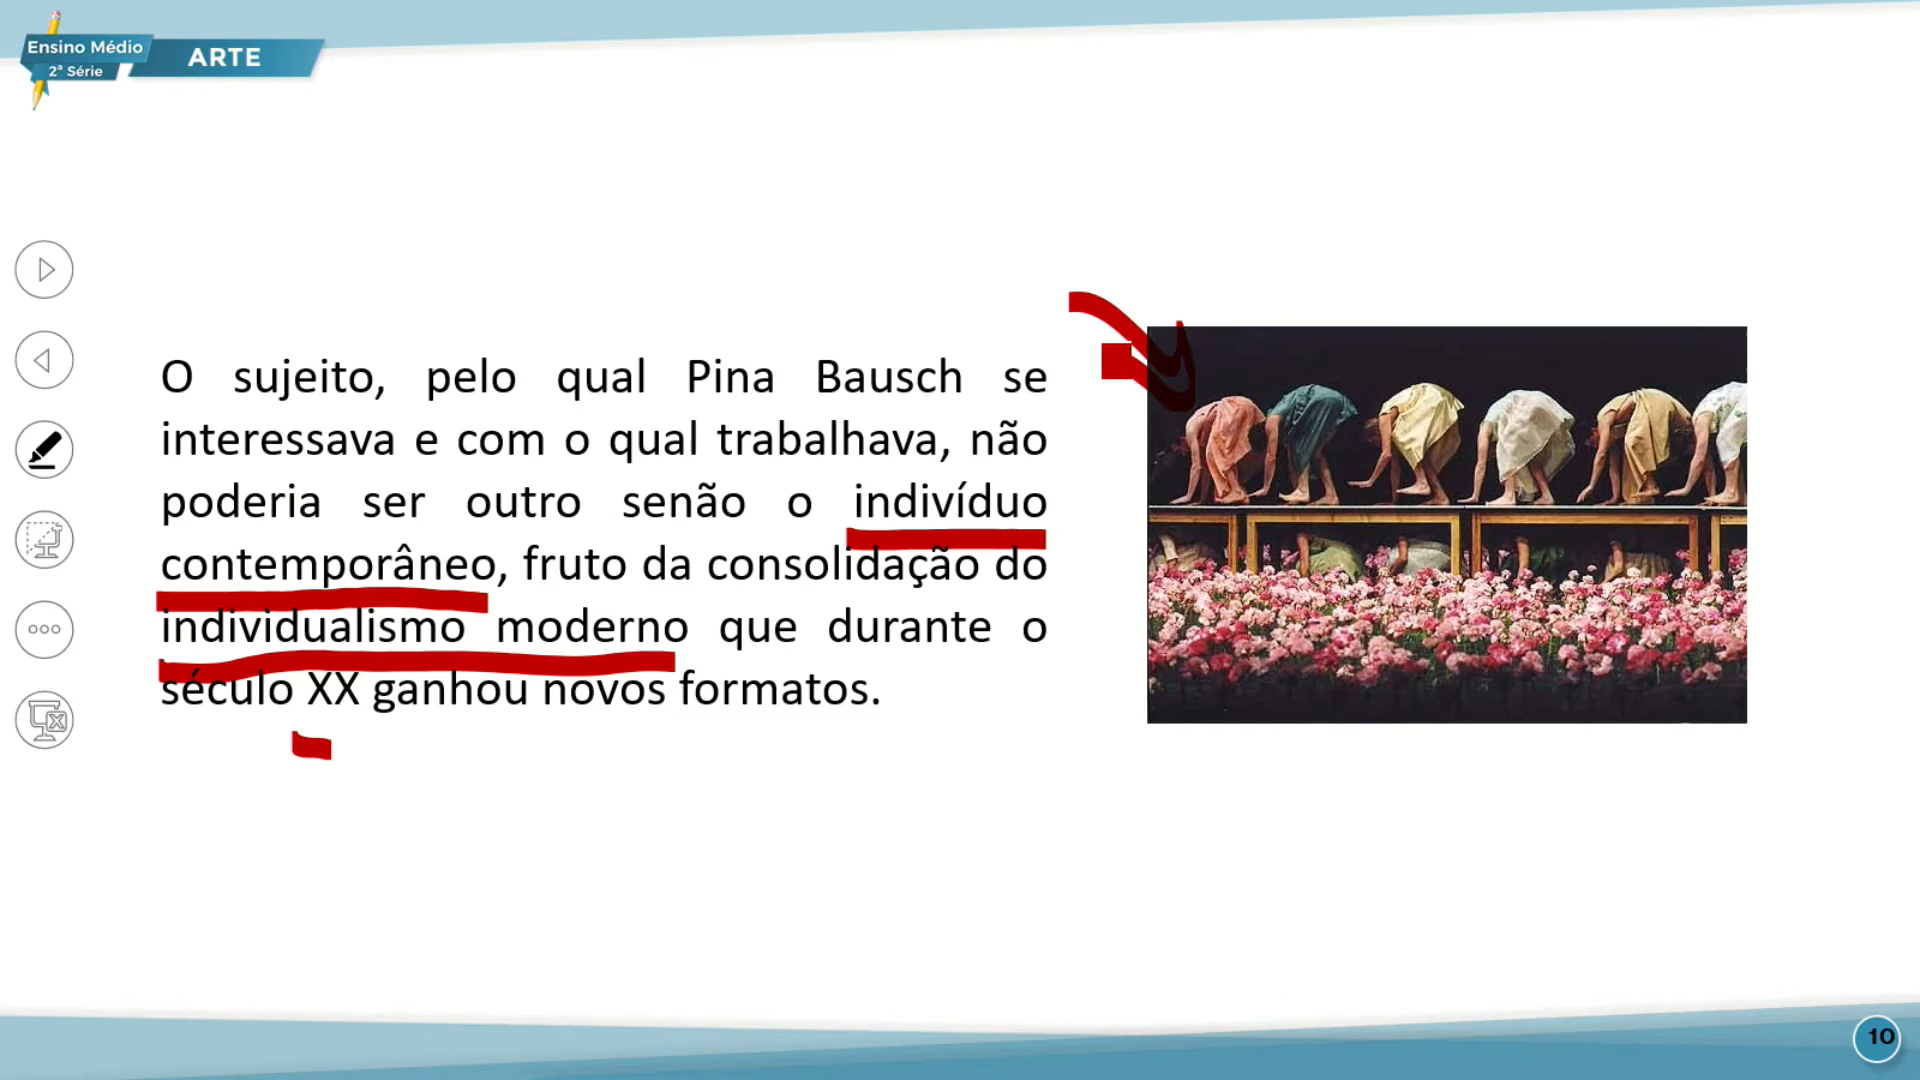 Ensino Médio
2ª Série
ARTE
O sujeito, pelo qual Pina Bausch se
interessava e com o qual trabalhava, não
poderia ser outro senão o indivíduo
contemporâneo, fruto da consolidação do
individualismo moderno que durante o
século XX ganhou novos formatos.
10